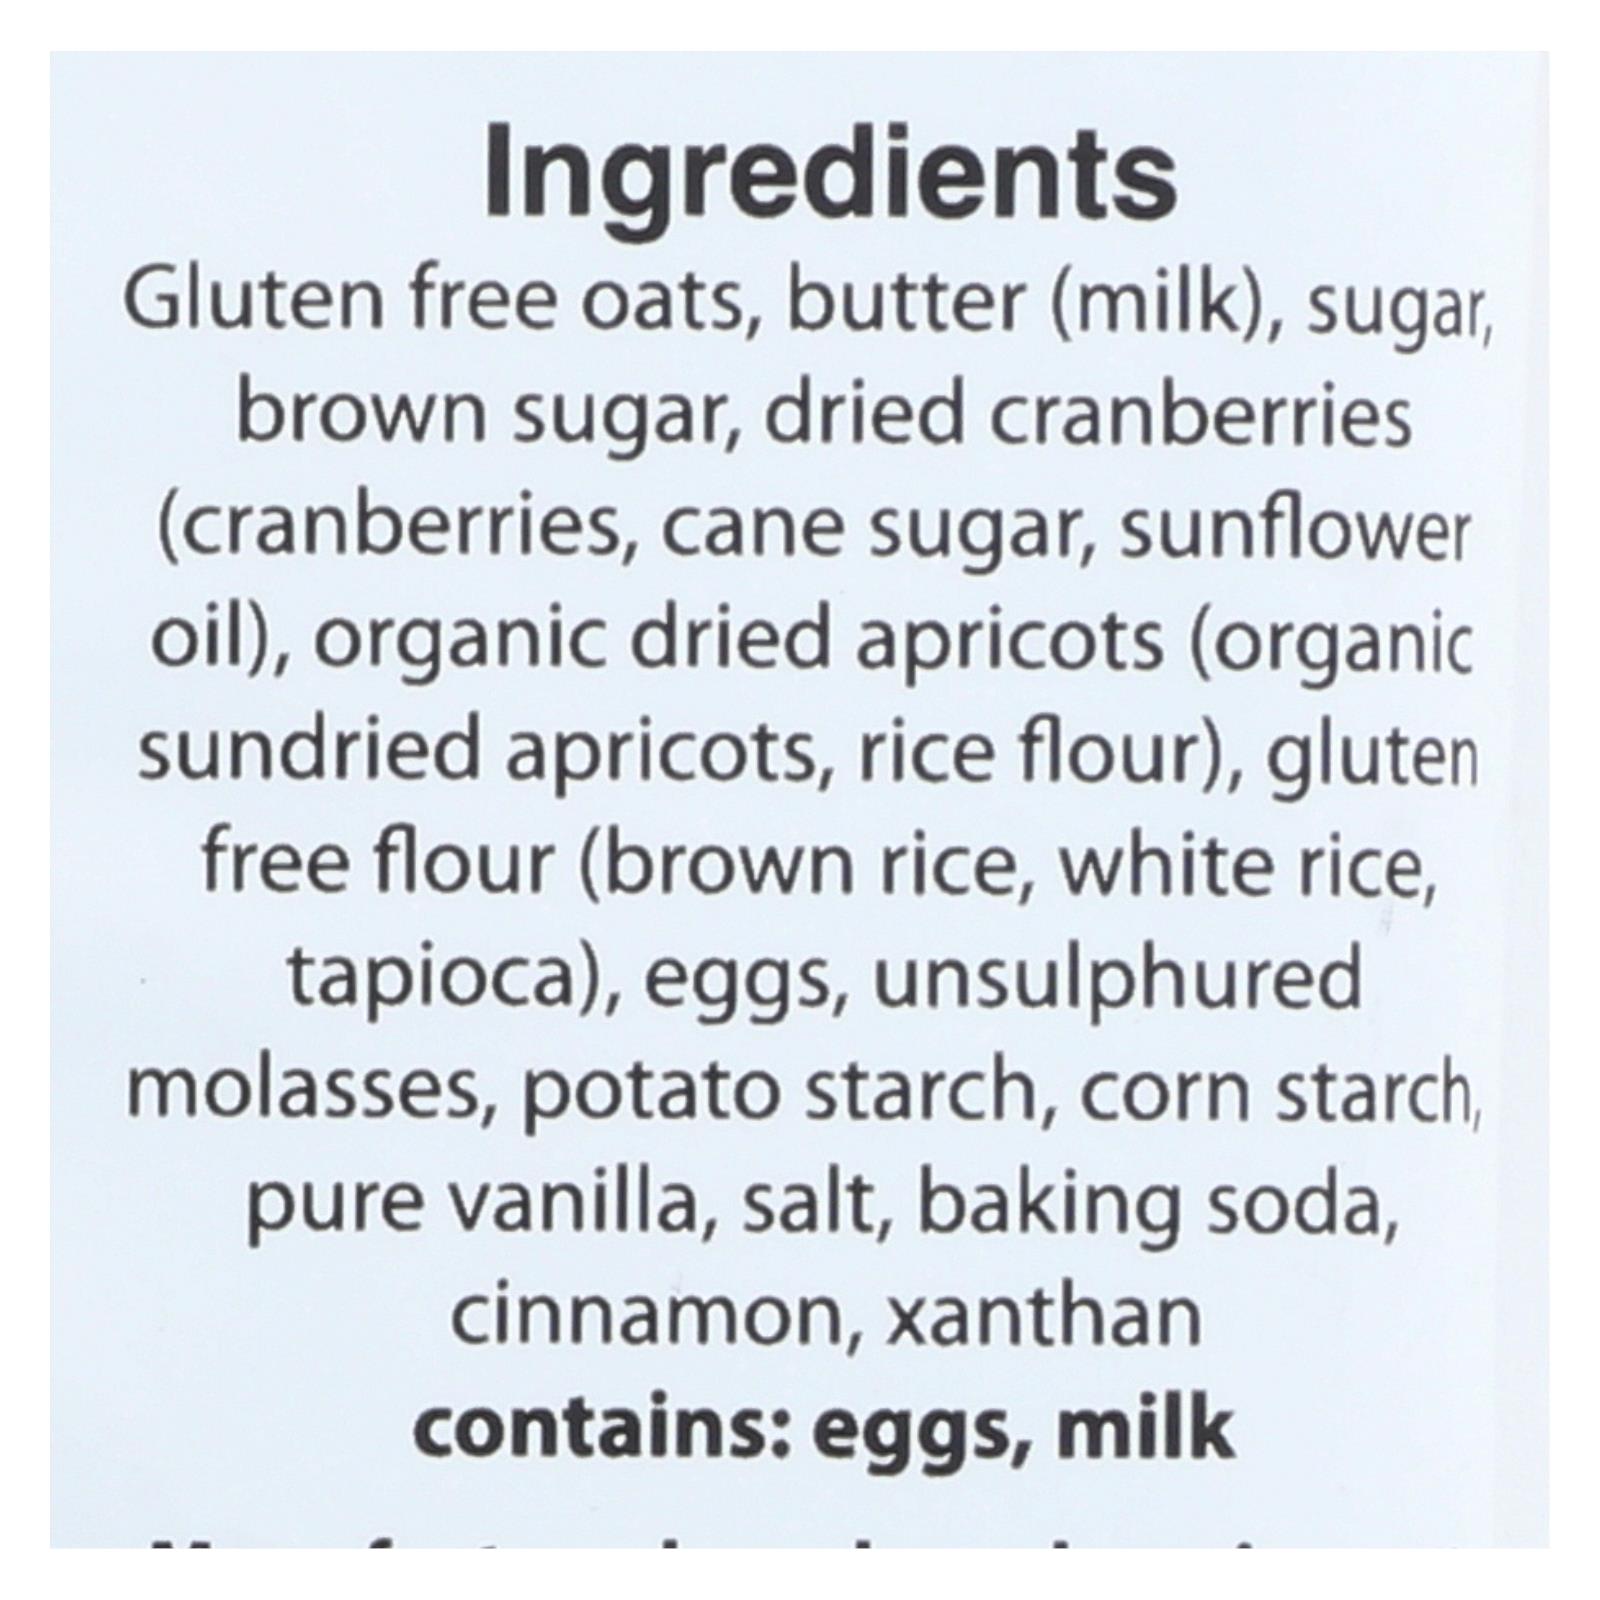 Ingredients
Gluten free oats, butter (milk), sugar,
brown sugar, dried cranberries
(cranberries, cane sugar, sunflower
oil), organic dried apricots (organic
sundried apricots, rice flour), gluten
free flour (brown rice, white rice,
tapioca), eggs, unsulphured
molasses, potato starch, corn starch,
pure vanilla, salt, baking soda,
cinnamon, xanthan
contains: eggs, milk